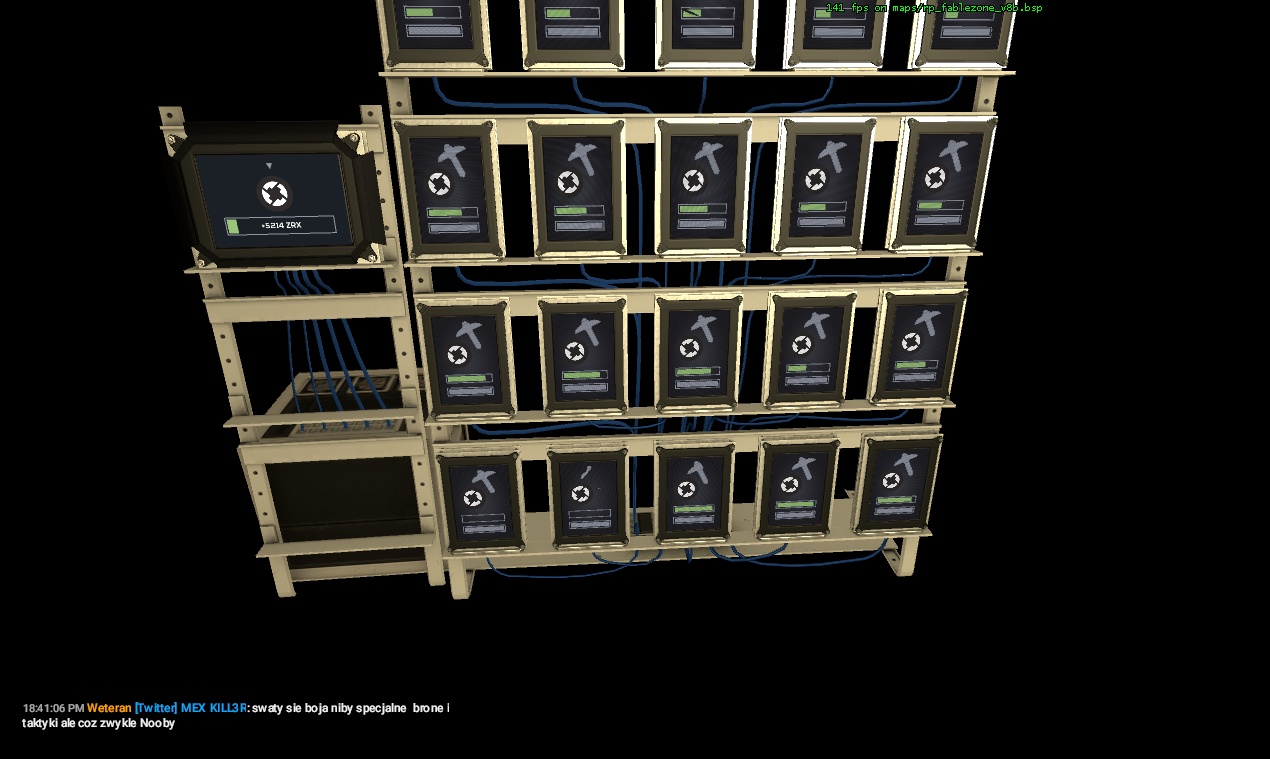 141 fps on maps/rp_fablezone_v8b.bsp
+5214 ZRX
18:41:06 PM Weteran [Twitter] MEX KILL3R: swaty sie boja niby specjalne brone i
taktyki ale coz zwykle Nooby